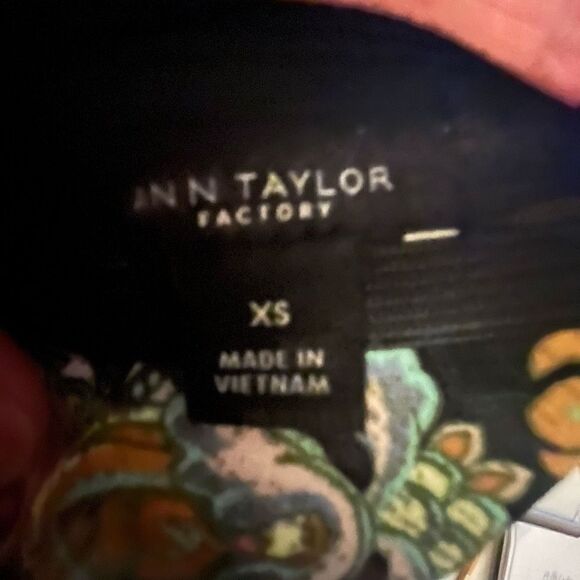 ANN TAYLOR
FACTORY
XS
MADE IN
VIETNAM